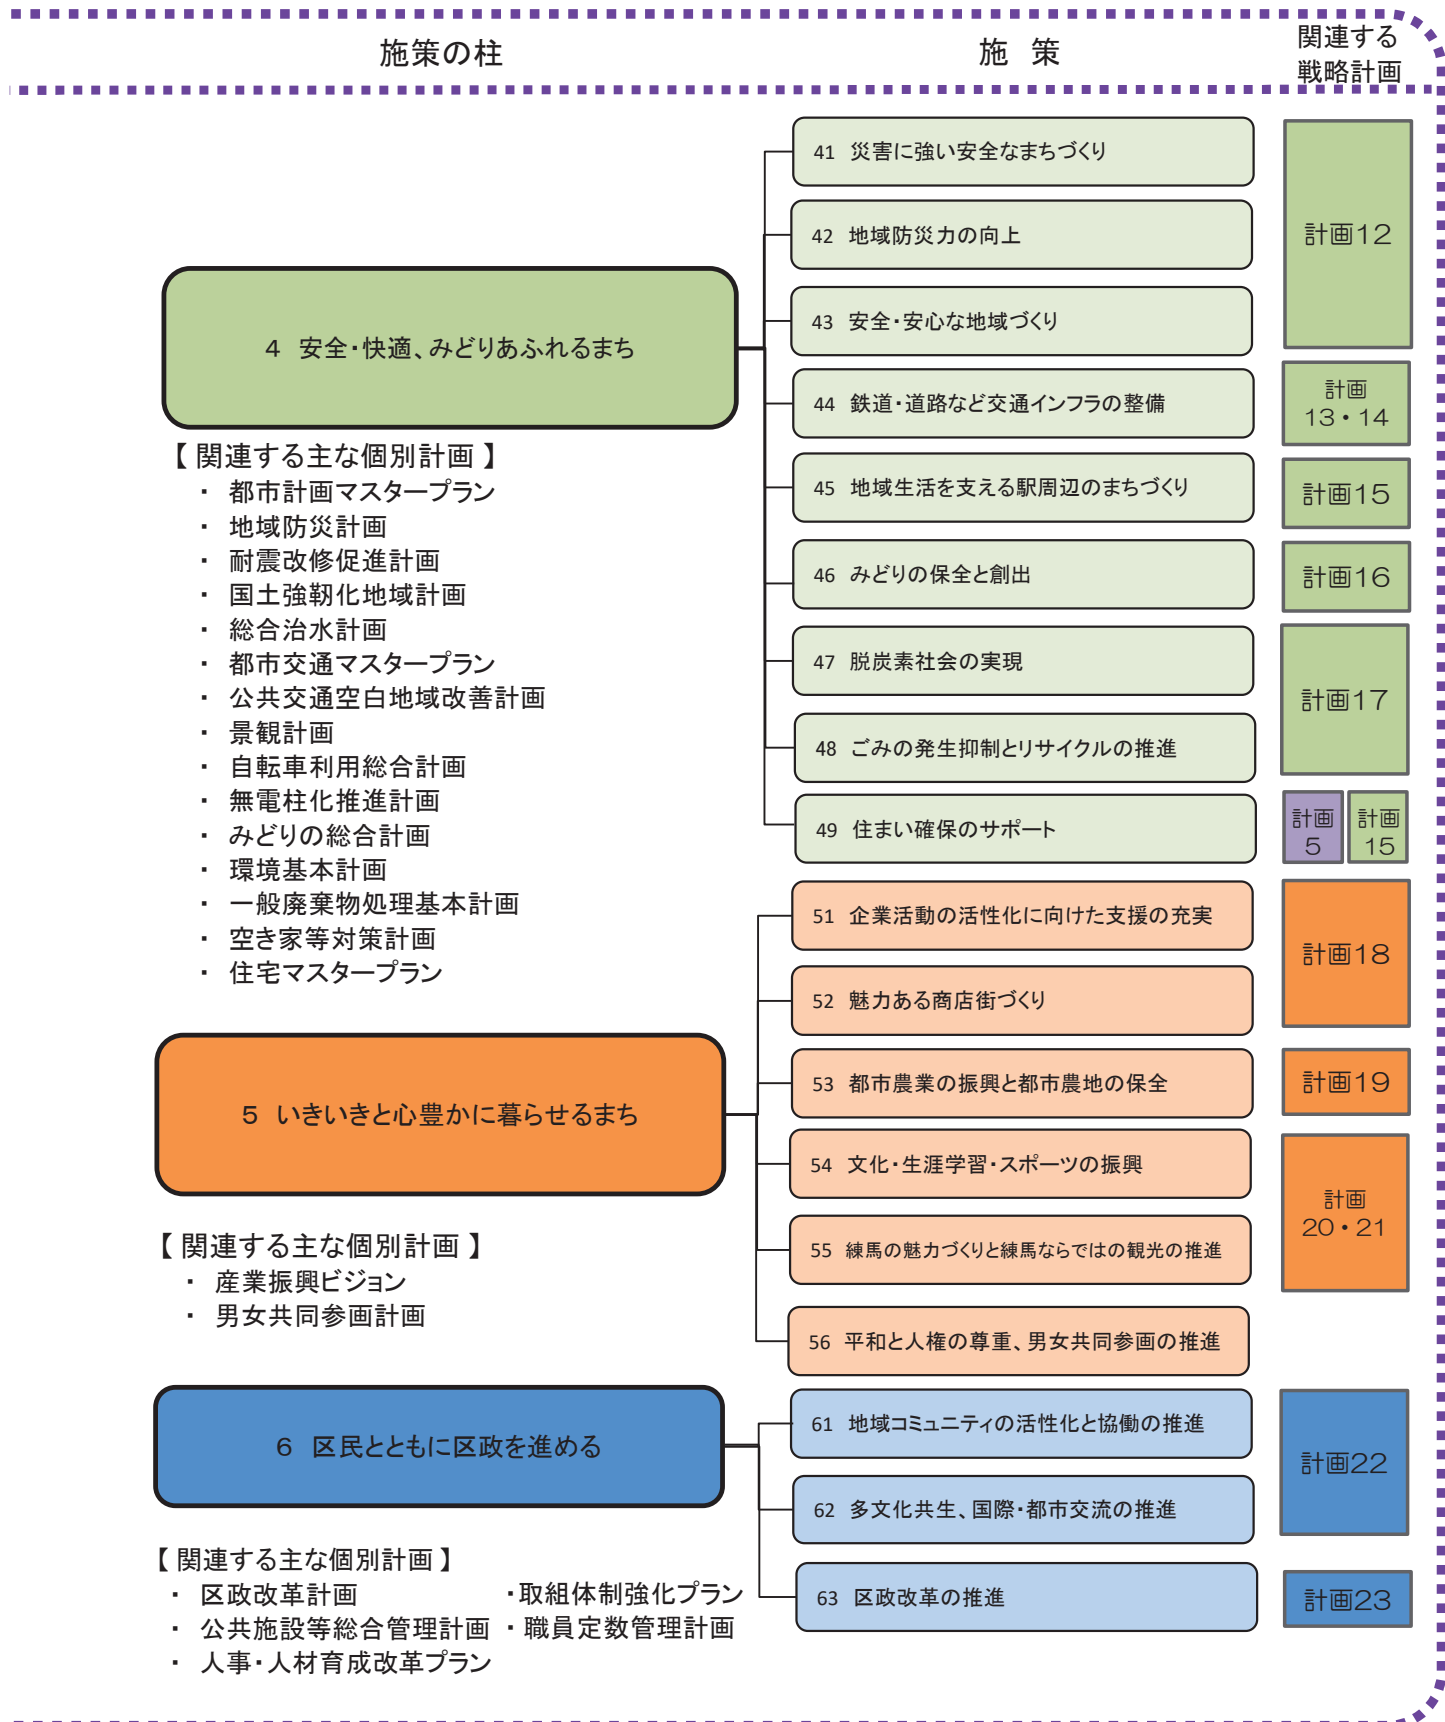 施策の柱
施 策
関連する
戦略計画
4 安全・快適、みどりあふれるまち
【 関連する主な個別計画 】
・ 都市計画マスタープラン
・ 地域防災計画
・ 耐震改修促進計画
・ 国土強靭化地域計画
・ 総合治水計画
・ 都市交通マスタープラン
・ 公共交通空白地域改善計画
・ 景観計画
・ 自転車利用総合計画
・ 無電柱化推進計画
・ みどりの総合計画
・ 環境基本計画
・ 一般廃棄物処理基本計画
・ 空き家等対策計画
・ 住宅マスタープラン
41 災害に強い安全なまちづくり
42 地域防災力の向上
43 安全・安心な地域づくり
44 鉄道・道路など交通インフラの整備
45 地域生活を支える駅周辺のまちづくり
46 みどりの保全と創出
47 脱炭素社会の実現
48 ごみの発生抑制とリサイクルの推進
49 住まい確保のサポート
計画12
計画
13・14
計画15
計画16
計画17
計画
5
計画
15
5 いきいきと心豊かに暮らせるまち
【 関連する主な個別計画 】
・ 産業振興ビジョン
・ 男女共同参画計画
51 企業活動の活性化に向けた支援の充実
52 魅力ある商店街づくり
53 都市農業の振興と都市農地の保全
54 文化・生涯学習・スポーツの振興
55 練馬の魅力づくりと練馬ならではの観光の推進
56 平和と人権の尊重、男女共同参画の推進
計画18
計画19
計画
20・21
6 区民とともに区政を進める
【 関連する主な個別計画 】
・ 区政改革計画 ・取組体制強化プラン
・ 公共施設等総合管理計画 ・ 職員定数管理計画
・ 人事・人材育成改革プラン
61 地域コミュニティの活性化と協働の推進
62 多文化共生、国際・都市交流の推進
63 区政改革の推進
計画22
計画23